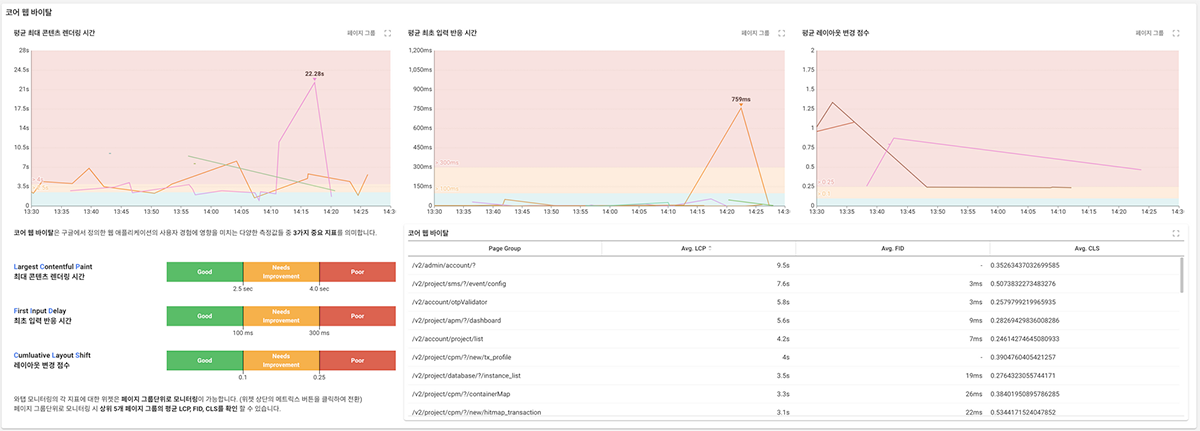 코어 웹 바이탈
평균 최대 콘텐츠 렌더링 시간
페이지 그룹
28s
24.5s
21s
17.5s
14s
10.5s
7s
3.5s
0
22.28s
13:30 13:35 13:40 13:45 13:50 13:55 14:00 14:05 14:10 14:15 14:20 14:25 14:3
평균 최초 입력 반응 시간
페이지 그룹
1,200ms
1,050ms
900ms
750ms
600ms
450ms
300ms
150ms
0
759ms
> 300ms
> 100ms
13:30 13:35 13:40 13:45 13:50 13:55 14:00 14:05 14:10 14:15 14:20 14:25 14:3
평균 레이아웃 변경 점수
페이지 그룹
2
1.5
1.25
1
0.75
0.5
0.25
0
> 0.25
13:30 13:35 13:40 13:45 13:50 13:55 14:00 14:05 14:10 14:15 14:20 14:25 14:30
코어 웹 바이탈은 구글에서 정의한 웹 애플리케이션의 사용자 경험에 영향을 미치는 다양한 측정값들 중 3가지 중요 지표를 의미합니다.
Largest Contentful Paint
최대 콘텐츠 렌더링 시간
Good
Needs
Improvement
Poor
2.5 sec
4.0 sec
First Input Delay
최초 입력 반응 시간
Good
Needs
Improvement
Poor
100 ms
300 ms
Cumluative Layout Shift
레이아웃 변경 점수
Good
Needs
Improvement
Poor
0.1
0.25
와탭 모니터링의 각 지표에 대한 위젯은 페이지 그룹단위로 모니터링이 가능합니다. (위젯 상단의 메트릭스 버튼을 클릭하여 전환)
페이지 그룹단위로 모니터링 시 상위 5개 페이지 그룹의 평균 LCP, FID, CLS를 확인 할 수 있습니다.
코어 웹 바이탈
Page Group Avg. LCP Avg. FID Avg. CLS
/v2/admin/account/? 9.5s - 0.35263437032699585
/v2/project/sms/?/event/config 7.6s 3ms 0.5073832273483276
/v2/account/otpValidator 5.8s 3ms 0.2579799219965935
/v2/project/apm/?/dashboard 5.6s 9ms 0.28269429836008286
/v2/account/project/list 4.2s 7ms 0.24614274645080933
/v2/project/cpm/?/new/tx_profile 4s - 0.3904760405421257
/v2/project/database/?/instance_list 3.5s 19ms 0.2764323055744171
/v2/project/cpm/?/containerMap 3.3s 26ms 0.38401950895786285
/v2/project/cpm/?/new/hitmap_transaction 3.1s 22ms 0.5344171524047852